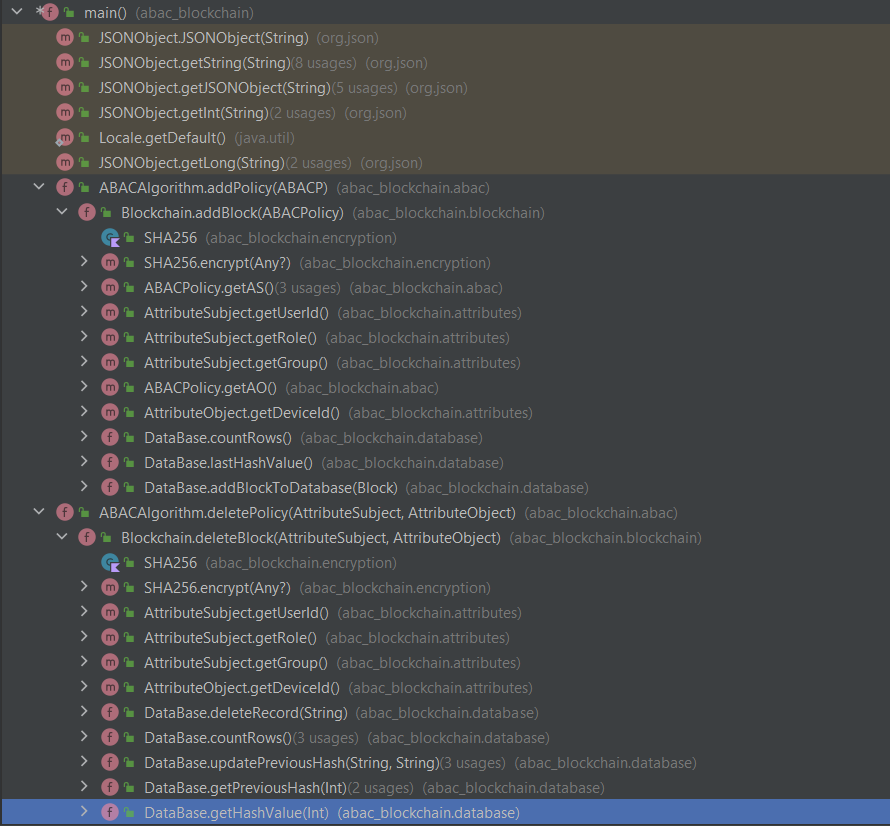 main() (abac_blockchain)
JSONObject.JSONObject(String) (org.json)
JSONObject.getString(String)(8 usages) (org.json)
JSONObject.getJSONObject(String)(5 usages) (org.json)
JSONObject.getInt(String)(2 usages) (org.json)
Locale.getDefault() (java.util)
JSONObject.getLong(String)(2 usages) (org.json)
ABACAlgorithm.addPolicy(ABACP) (abac_blockchain.abac)
Blockchain.addBlock(ABACPolicy) (abac_blockchain.blockchain)
SHA256 (abac_blockchain.encryption)
SHA256.encrypt(Any?) (abac_blockchain.encryption)
ABACPolicy.getAS()(3 usages) (abac_blockchain.abac)
AttributeSubject.getUserId() (abac_blockchain.attributes)
AttributeSubject.getRole() (abac_blockchain.attributes)
AttributeSubject.getGroup() (abac_blockchain.attributes)
ABACPolicy.getAO() (abac_blockchain.abac)
AttributeObject.getDeviceId() (abac_blockchain.attributes)
DataBase.countRows() (abac_blockchain.database)
DataBase.lastHashValue() (abac_blockchain.database)
DataBase.addBlockToDatabase(Block) (abac_blockchain.database)
ABACAlgorithm.deletePolicy(AttributeSubject, AttributeObject) (abac_blockchain.abac)
Blockchain.deleteBlock(AttributeSubject, AttributeObject) (abac_blockchain.blockchain)
SHA256 (abac_blockchain.encryption)
SHA256.encrypt(Any?) (abac_blockchain.encryption)
AttributeSubject.getUserId() (abac_blockchain.attributes)
AttributeSubject.getRole() (abac_blockchain.attributes)
AttributeSubject.getGroup() (abac_blockchain.attributes)
AttributeObject.getDeviceId() (abac_blockchain.attributes)
DataBase.deleteRecord(String) (abac_blockchain.database)
DataBase.countRows()(3 usages) (abac_blockchain.database)
DataBase.updatePreviousHash(String, String)(3 usages) (abac_blockchain.database)
DataBase.getPreviousHash(Int)(2 usages) (abac_blockchain.database)
DataBase.getHashValue(Int) (abac_blockchain.database)